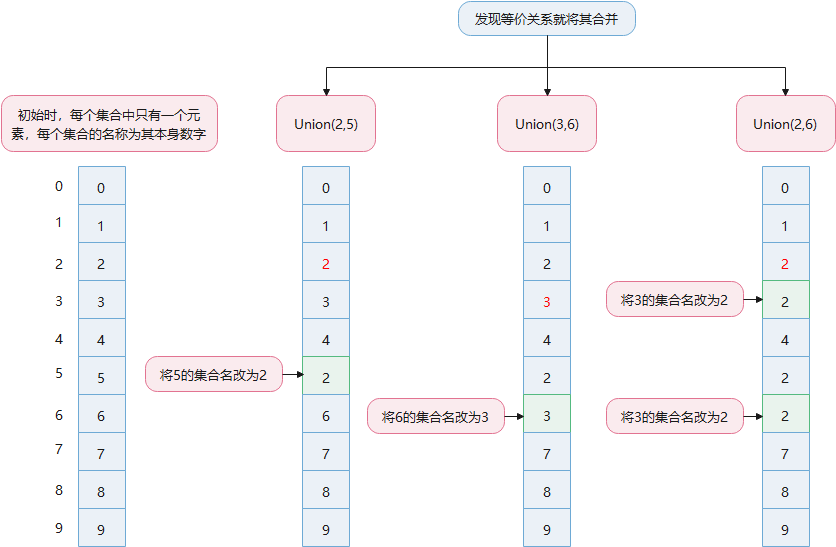 发现等价关系就将其合并
初始时，每个集合中只有一个元
素，每个集合的名称为其本身数字
Union(2,5)
Union(3,6)
Union(2,6)
0 0 0 0 0
1 1 1 1 1
2 2 2 2 2
3 3 3 3 将3的集合名改为2 2
4 4 4 4 4
5 5 将5的集合名改为2 2 2 2
6 6 6 将6的集合名改为3 3 将3的集合名改为2 2
7 7 7 7 7
8 8 8 8 8
9 9 9 9 9